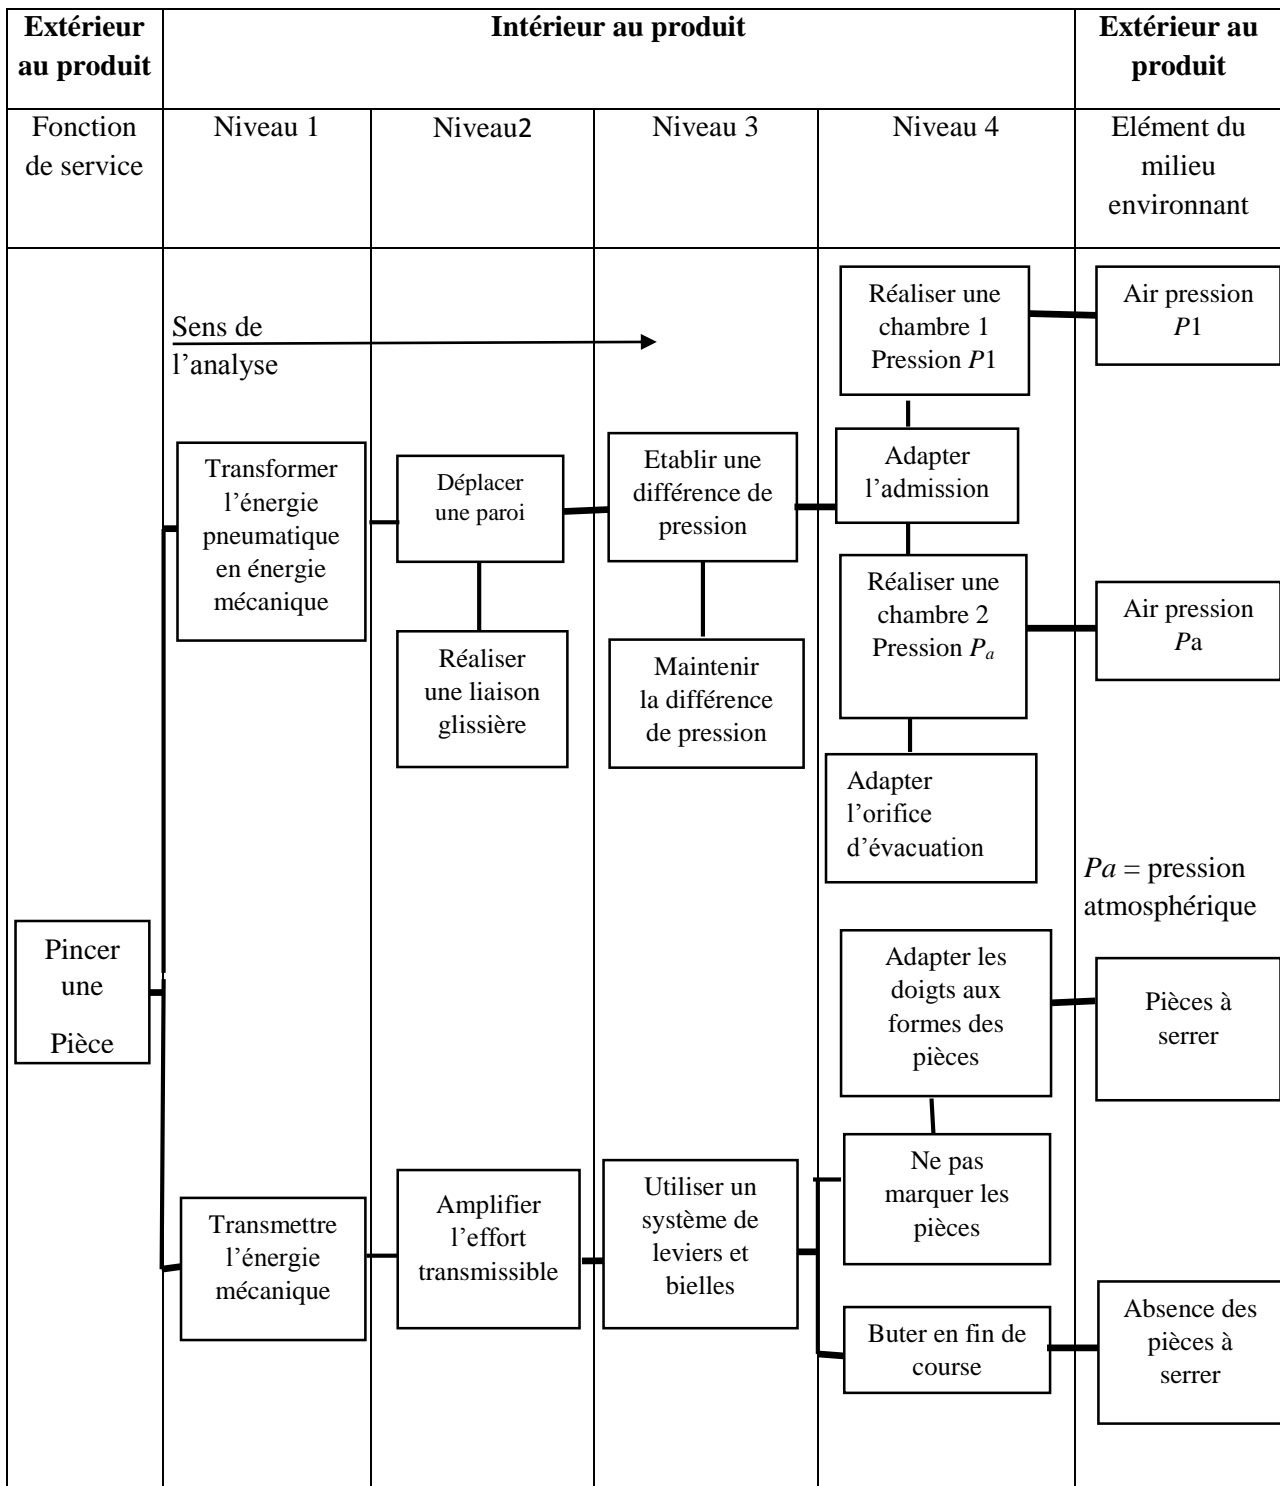 Extérieur
au produit
Intérieur au produit
Extérieur au
produit
Fonction
de service
Niveau 1
Niveau2
Niveau 3
Niveau 4
Elément du
milieu
environnant
Sens de
l’analyse
Réaliser une
chambre 1
Pression P1
Air pression
P1
Transformer
l’énergie
pneumatique
en énergie
mécanique
Déplacer
une paroi
Etablir une
différence de
pression
Adapter
l’admission
Réaliser une
chambre 2
Pression Pa
Air pression
Pa
Réaliser
une liaison
glissière
Maintenir
la différence
de pression
Adapter
l’orifice
d’évacuation
Pa = pression
atmosphérique
Pincer
une
Pièce
Adapter les
doigts aux
formes des
pièces
Pièces à
serrer
Transmettre
l’énergie
mécanique
Amplifier
l’effort
transmissible
Utiliser un
système de
leviers et
bielles
Ne pas
marquer les
pièces
Buter en fin de
course
Absence des
pièces à
serrer